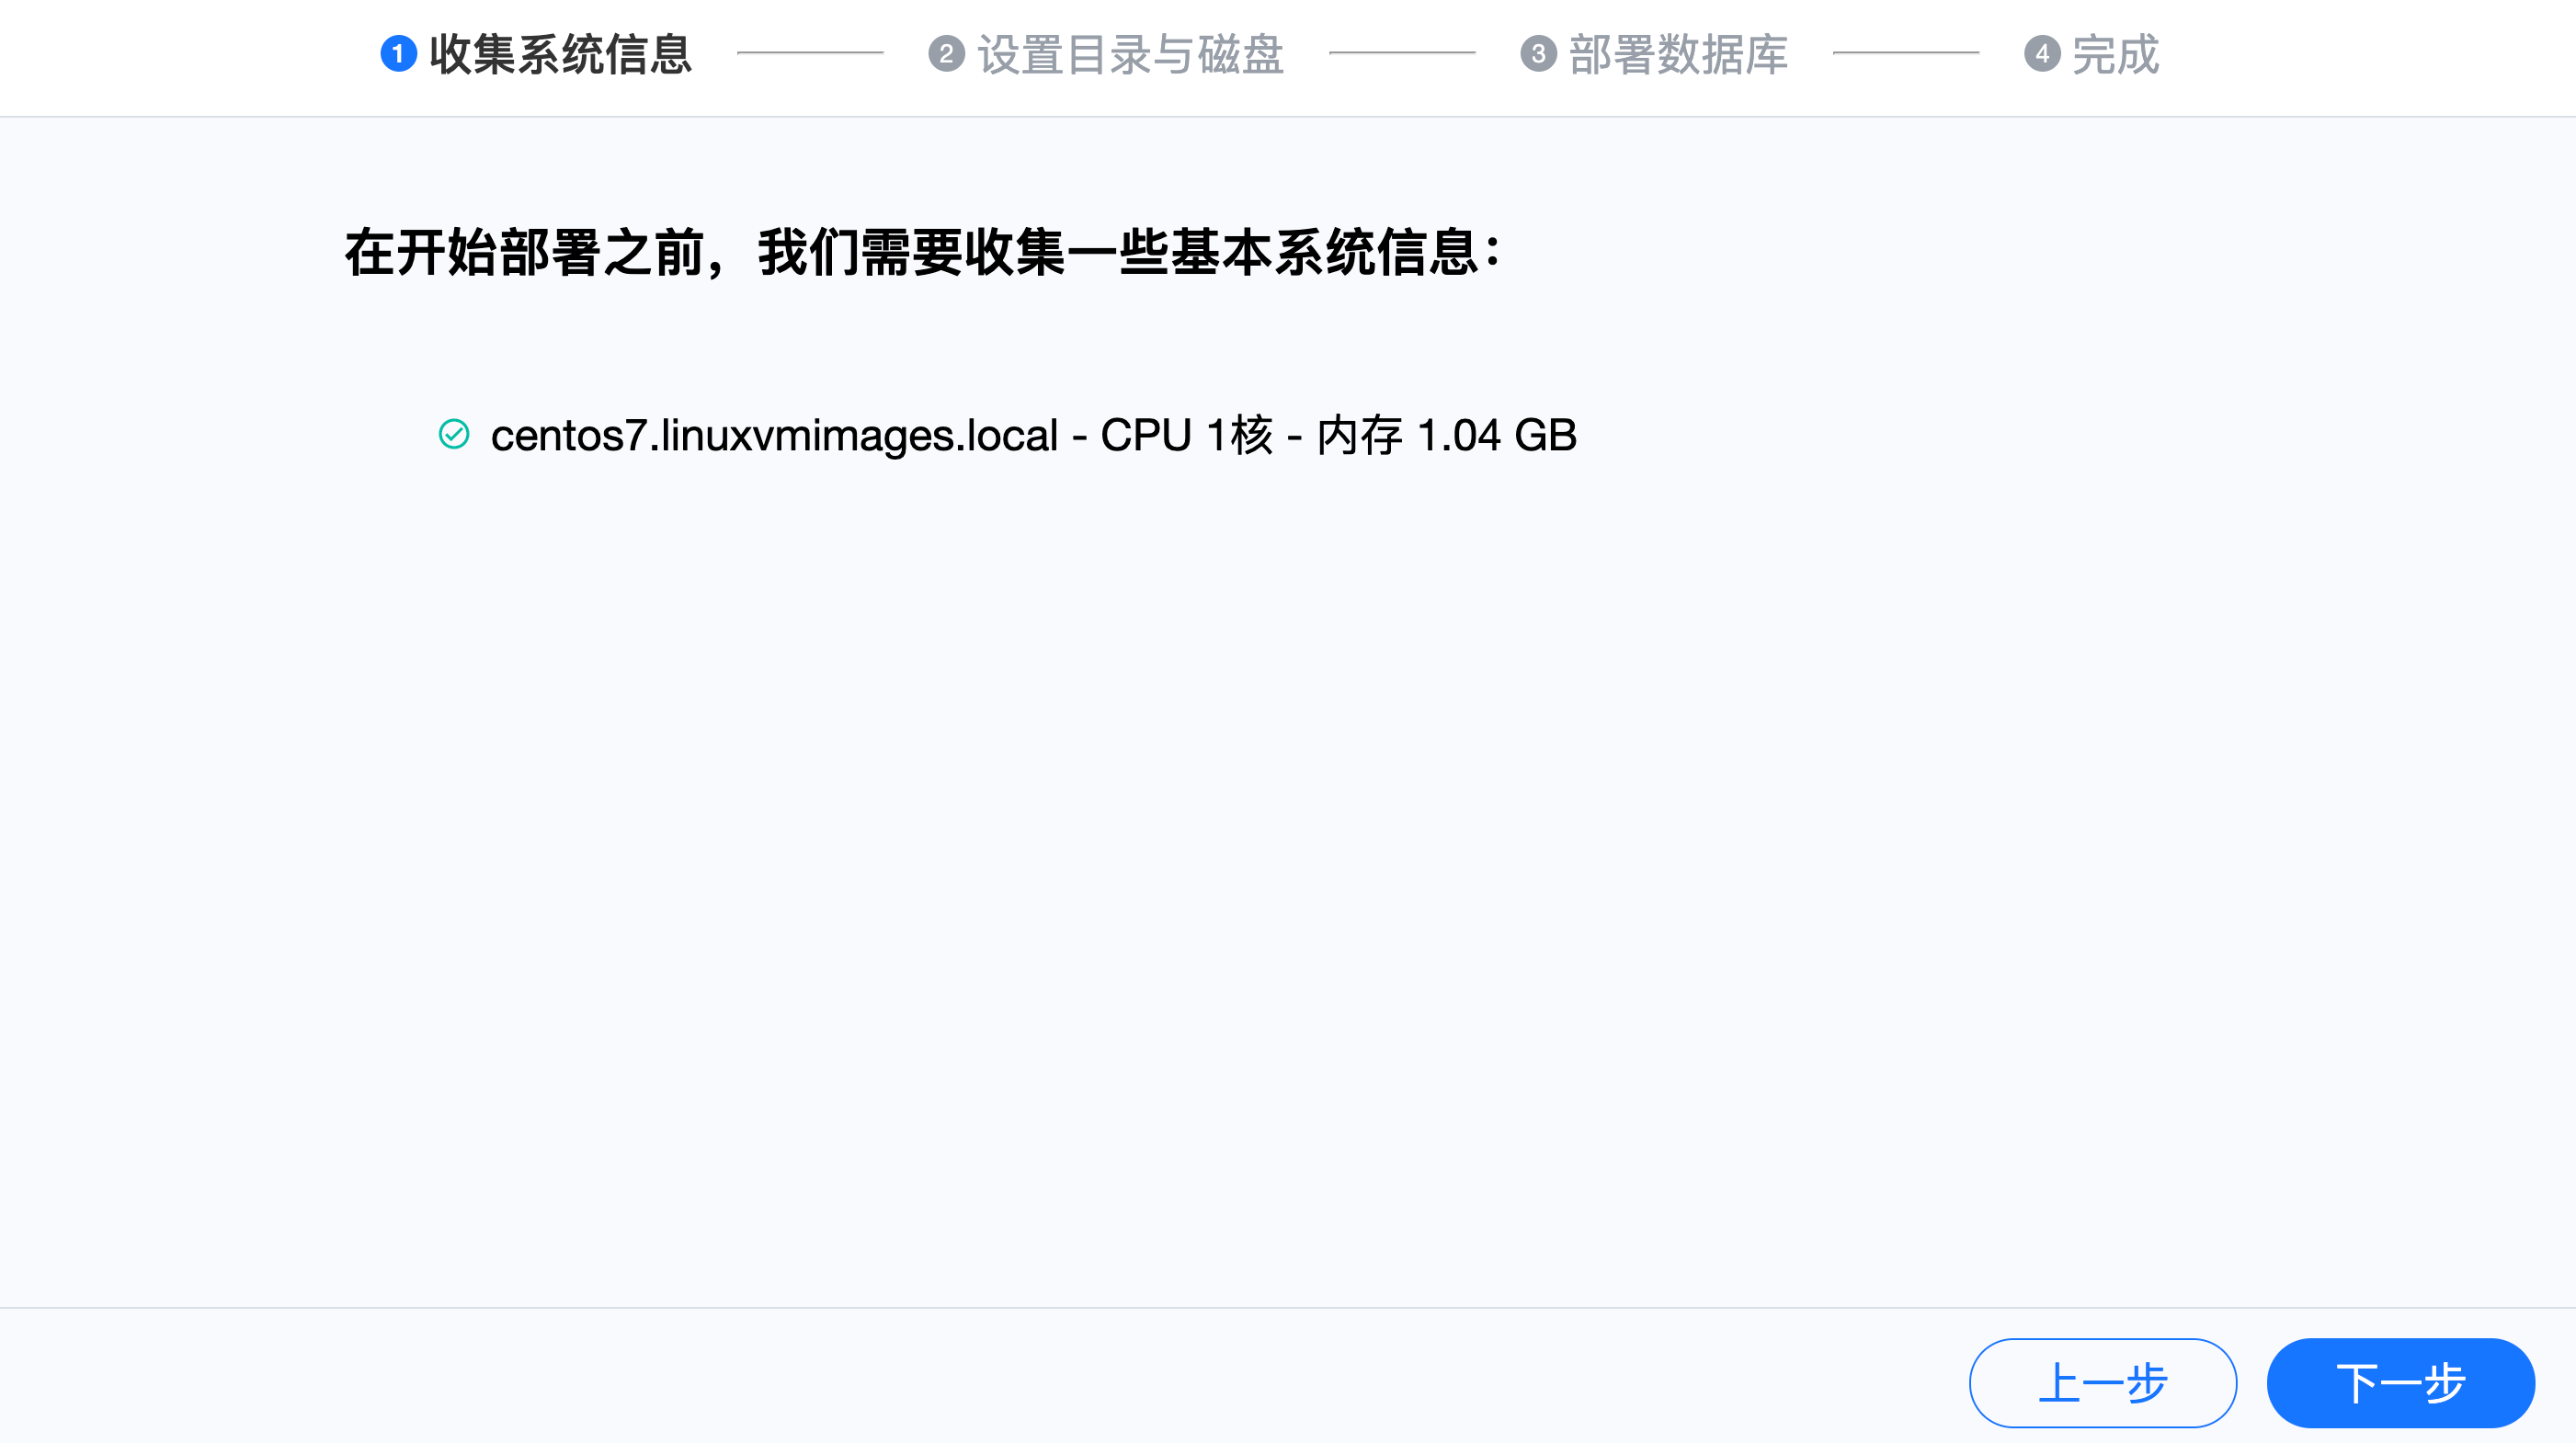 1 收集系统信息 2 设置目录与磁盘 3 部署数据库 4 完成
在开始部署之前，我们需要收集一些基本系统信息：
centos7.linuxvmimages.local - CPU 1核 - 内存 1.04 GB
上一步 下一步